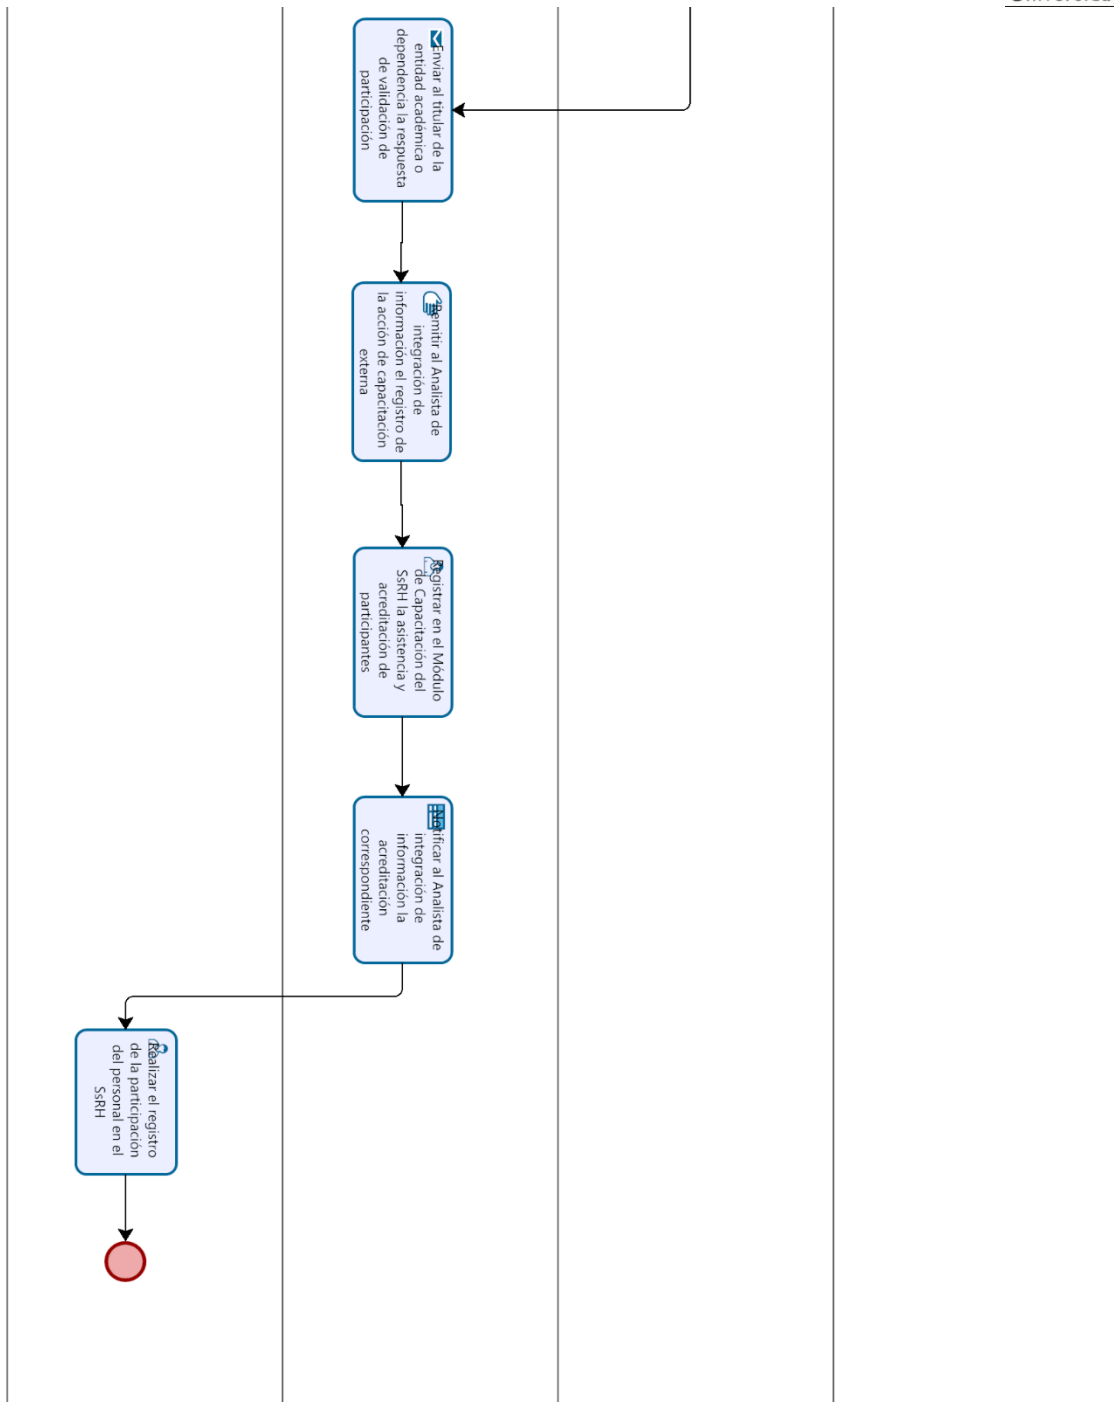 Enviar al titular de la
entidad académica o
dependencia la respuesta
de validación de
participación
Remitir al Analista de
integración de
información el registro de
la acción de capacitación
externa
Registrar en el Módulo
de Capacitación del
SsRH la asistencia y
acreditación de
participantes
Notificar al Analista de
integración de
información la
acreditación
correspondiente
Realizar el registro
de la participación
del personal en el
SsRH